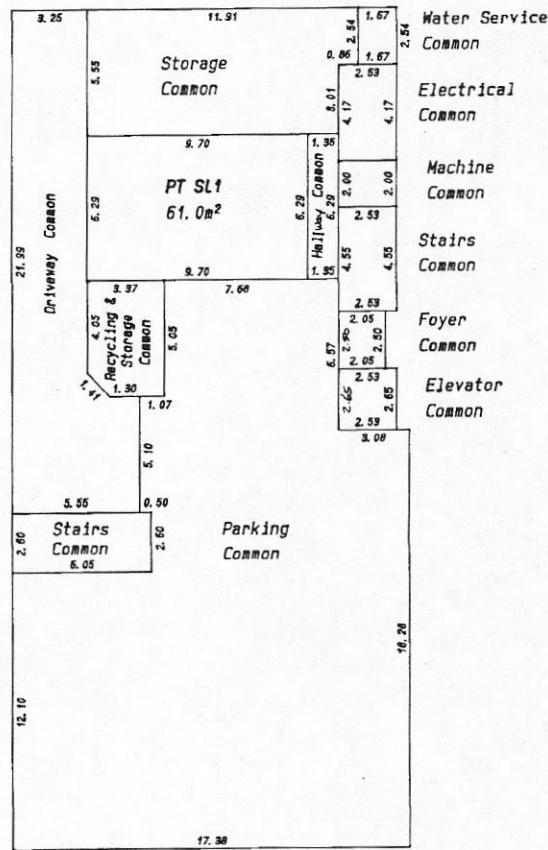 3.25
11.91
1.67
2.54
2.54
Water Service
Common
0.86
1.67
2.53
5.55
Storage
Common
8.01
4.17
4.17
Electrical
Common
9.70
1.35
PT SL1
61.0m²
6.29
6.29
Hallway Common
6.29
2.00
2.00
Machine
Common
2.53
21.99
Driveway Common
4.55
4.55
Stairs
Common
9.70
1.35
3.37
7.66
2.53
4.05
Recycling &
Storage
Common
5.05
6.57
2.05
2.50
2.50
2.05
Foyer
Common
2.53
1.41
1.30
1.07
2.65
2.65
2.53
Elevator
Common
3.08
5.10
5.55
0.50
2.60
Stairs
Common
2.60
6.05
Parking
Common
18.26
12.10
17.38